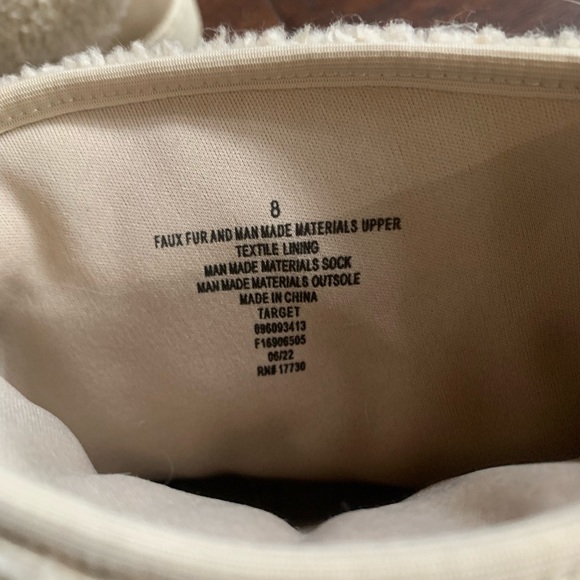 8
FAUX FUR AND MAN MADE MATERIALS UPPER
TEXTILE LINING
MAN MADE MATERIALS SOCK
MAN MADE MATERIALS OUTSOLE
MADE IN CHINA
TARGET
096093413
F16906505
06/22
RN# 17730